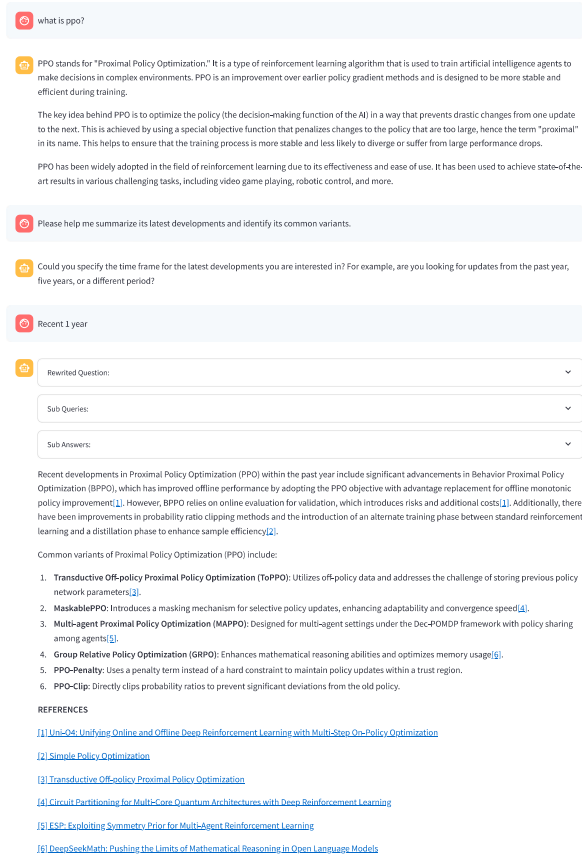 what is ppo?
PPO stands for "Proximal Policy Optimization." It is a type of reinforcement learning algorithm that is used to train artificial intelligence agents to
make decisions in complex environments. PPO is an improvement over earlier policy gradient methods and is designed to be more stable and
efficient during training.
The key idea behind PPO is to optimize the policy (the decision-making function of the AI) in a way that prevents drastic changes from one update
to the next. This is achieved by using a special objective function that penalizes changes to the policy that are too large, hence the term "proximal"
in its name. This helps to ensure that the training process is more stable and less likely to diverge or suffer from large performance drops.
PPO has been widely adopted in the field of reinforcement learning due to its effectiveness and ease of use. It has been used to achieve state-of-the-
art results in various challenging tasks, including video game playing, robotic control, and more.
Please help me summarize its latest developments and identify its common variants.
Could you specify the time frame for the latest developments you are interested in? For example, are you looking for updates from the past year,
five years, or a different period?
Recent 1 year
Rewrited Question:
Sub Queries:
Sub Answers:
Recent developments in Proximal Policy Optimization (PPO) within the past year include significant advancements in Behavior Proximal Policy
Optimization (BPPO), which has improved offline performance by adopting the PPO objective with advantage replacement for offline monotonic
policy improvement[1]. However, BPPO relies on online evaluation for validation, which introduces risks and additional costs[1]. Additionally, there
have been improvements in probability ratio clipping methods and the introduction of an alternate training phase between standard reinforcement
learning and a distillation phase to enhance sample efficiency[2].
Common variants of Proximal Policy Optimization (PPO) include:
1. Transductive Off-policy Proximal Policy Optimization (ToPPO): Utilizes off-policy data and addresses the challenge of storing previous policy
network parameters[3].
2. MaskablePPO: Introduces a masking mechanism for selective policy updates, enhancing adaptability and convergence speed[4].
3. Multi-agent Proximal Policy Optimization (MAPPO): Designed for multi-agent settings under the Dec-POMDP framework with policy sharing
among agents[5].
4. Group Relative Policy Optimization (GRPO): Enhances mathematical reasoning abilities and optimizes memory usage[6].
5. PPO-Penalty: Uses a penalty term instead of a hard constraint to maintain policy updates within a trust region.
6. PPO-Clip: Directly clips probability ratios to prevent significant deviations from the old policy.
REFERENCES
[1] Uni-O4: Unifying Online and Offline Deep Reinforcement Learning with Multi-Step On-Policy Optimization
[2] Simple Policy Optimization
[3] Transductive Off-policy Proximal Policy Optimization
[4] Circuit Partitioning for Multi-Core Quantum Architectures with Deep Reinforcement Learning
[5] ESP: Exploiting Symmetry Prior for Multi-Agent Reinforcement Learning
[6] DeepSeekMath: Pushing the Limits of Mathematical Reasoning in Open Language Models